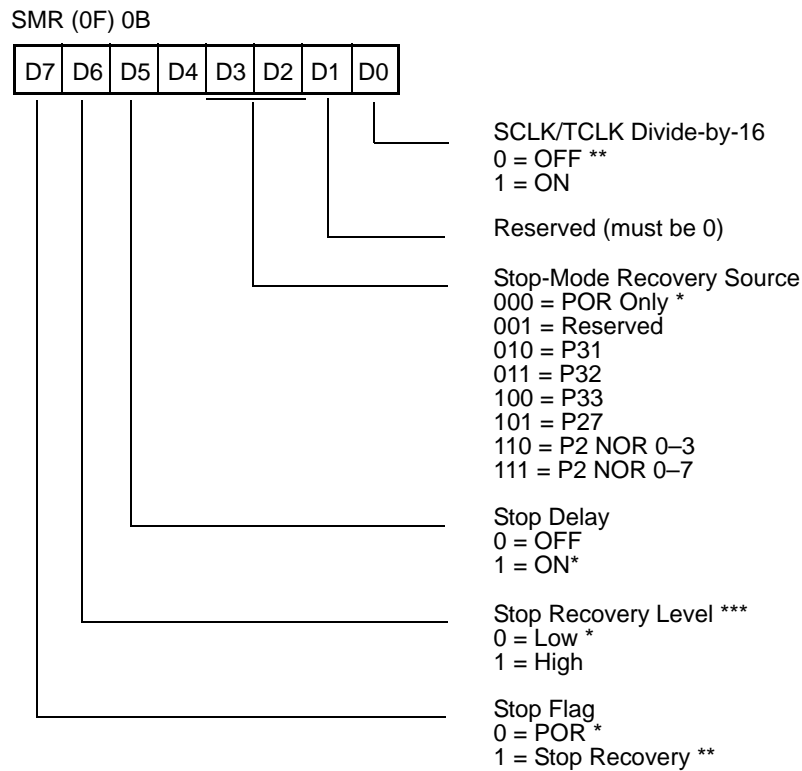 SMR (0F) 0B
D7 D6 D5 D4 D3 D2 D1 D0
SCLK/TCLK Divide-by-16
0 = OFF **
1 = ON
Reserved (must be 0)
Stop-Mode Recovery Source
000 = POR Only *
001 = Reserved
010 = P31
011 = P32
100 = P33
101 = P27
110 = P2 NOR 0–3
111 = P2 NOR 0–7
Stop Delay
0 = OFF
1 = ON*
Stop Recovery Level ***
0 = Low *
1 = High
Stop Flag
0 = POR *
1 = Stop Recovery **